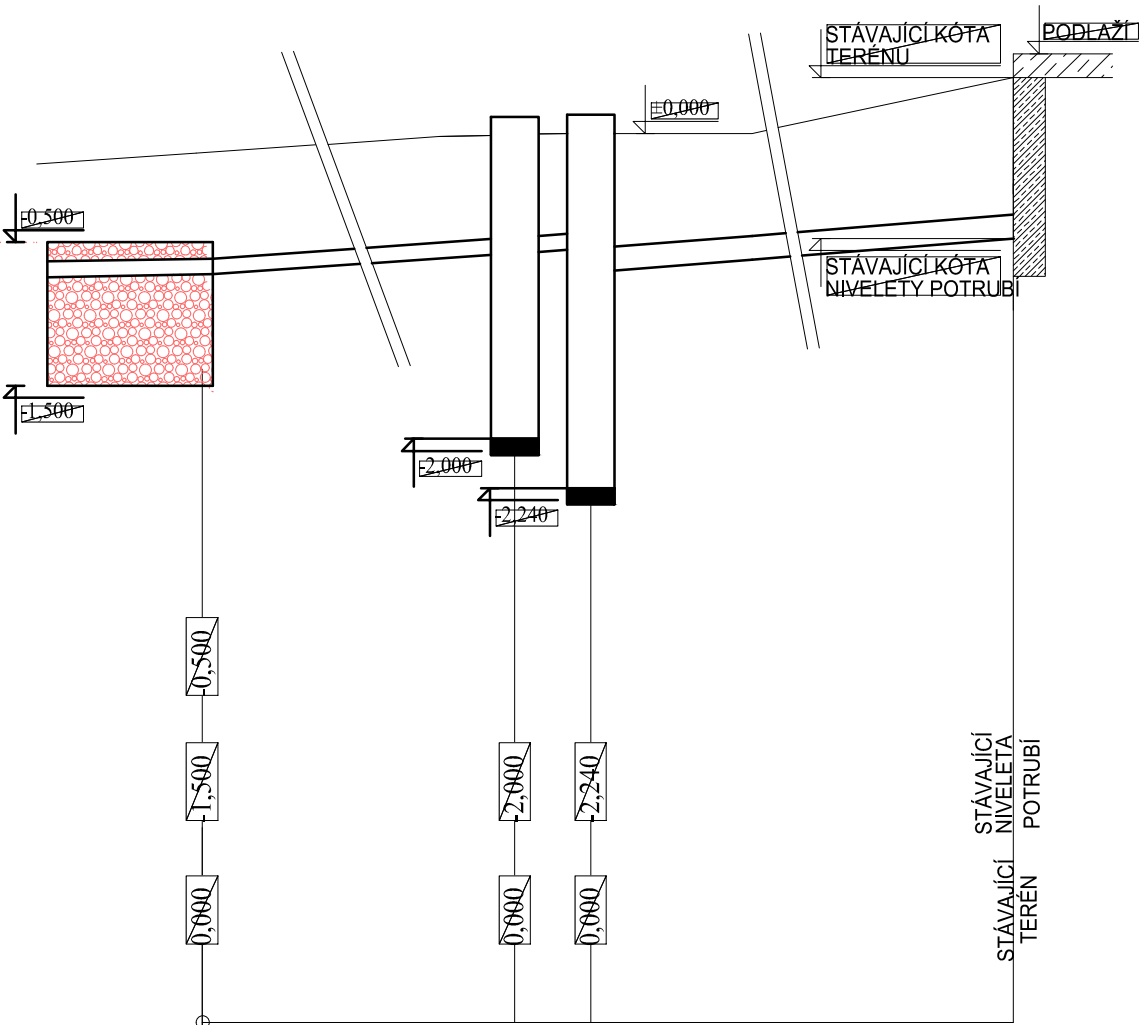 STÁVAJÍCÍ KÓTA
TERÉNU
PODLAŽÍ
±0,000
-0,500
STÁVAJÍCÍ KÓTA
NIVELETY POTRUBÍ
-1,500
-2,000
-2,240
-0,500
-1,500
-2,000
-2,240
STÁVAJÍCÍ
NIVELETA
POTRUBÍ
0,000
0,000
0,000
STÁVAJÍCÍ
TERÉN